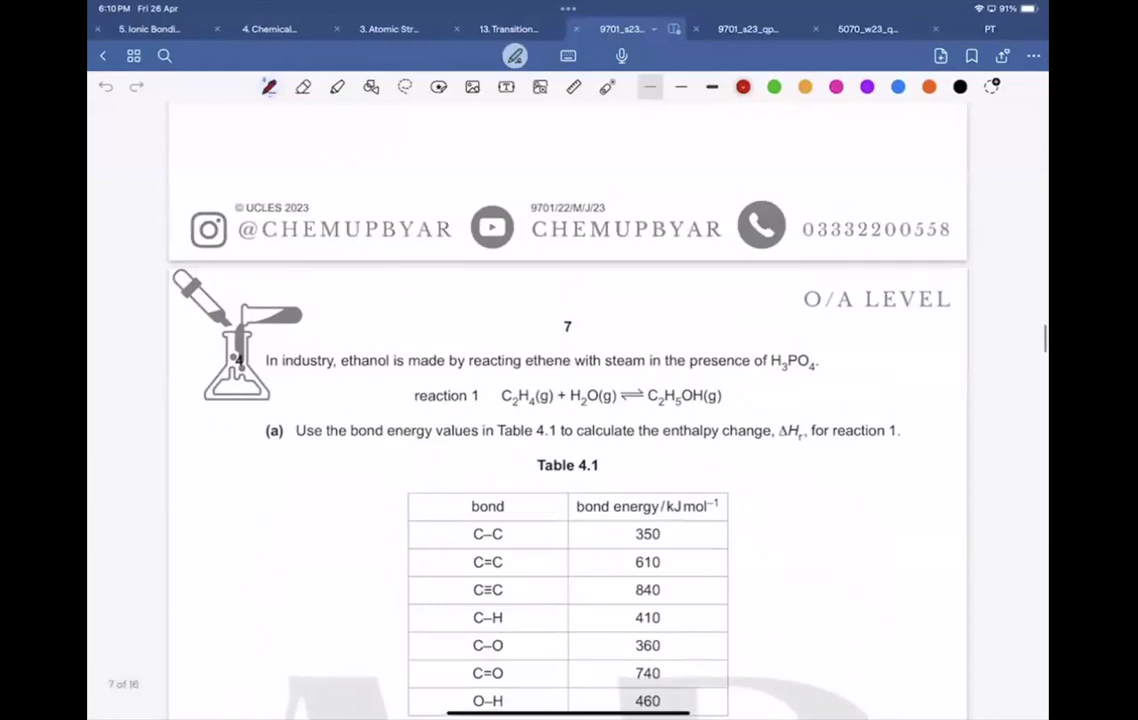 6:10 PM Fri 26 Apr
91%
5. Ionic Bondi...
4. Chemical...
3. Atomic Str...
13. Transition...
9701_s23...
9701_s23_qp...
5070_w23_q...
PT
© UCLES 2023
9701/22/M/J/23
@CHEMUPBYAR
CHEMUPBYAR
03332200558
O/A LEVEL
7
4 In industry, ethanol is made by reacting ethene with steam in the presence of H₃PO₄.
reaction 1 C₂H₄(g) + H₂O(g) ⇌ C₂H₅OH(g)
(a) Use the bond energy values in Table 4.1 to calculate the enthalpy change, ΔHᵣ, for reaction 1.
Table 4.1
bond bond energy/kJ mol⁻¹
C–C 350
C=C 610
C≡C 840
C–H 410
C–O 360
C=O 740
O–H 460
7 of 16